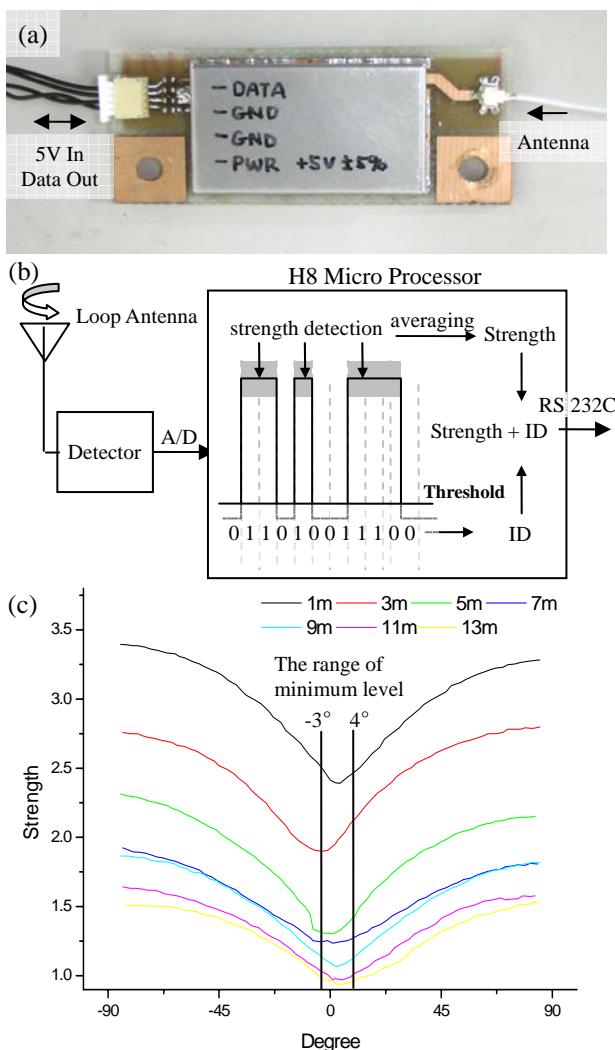 (a)
- DATA
- GND
- GND
- PWR +5V ±5%
5V In
Data Out
Antenna
(b)
H8 Micro Processor
Loop Antenna
strength detection
averaging
Strength
RS 232C
A/D
Detector
Strength + ID
Threshold
0 1 1 0 1 0 0 1 1 1 0 0
ID
(c)
1m 3m 5m 7m
9m 11m 13m
The range of
minimum level
-3° 4°
3.5
3.0
2.5
2.0
1.5
1.0
Strength
-90 -45 0 45 90
Degree